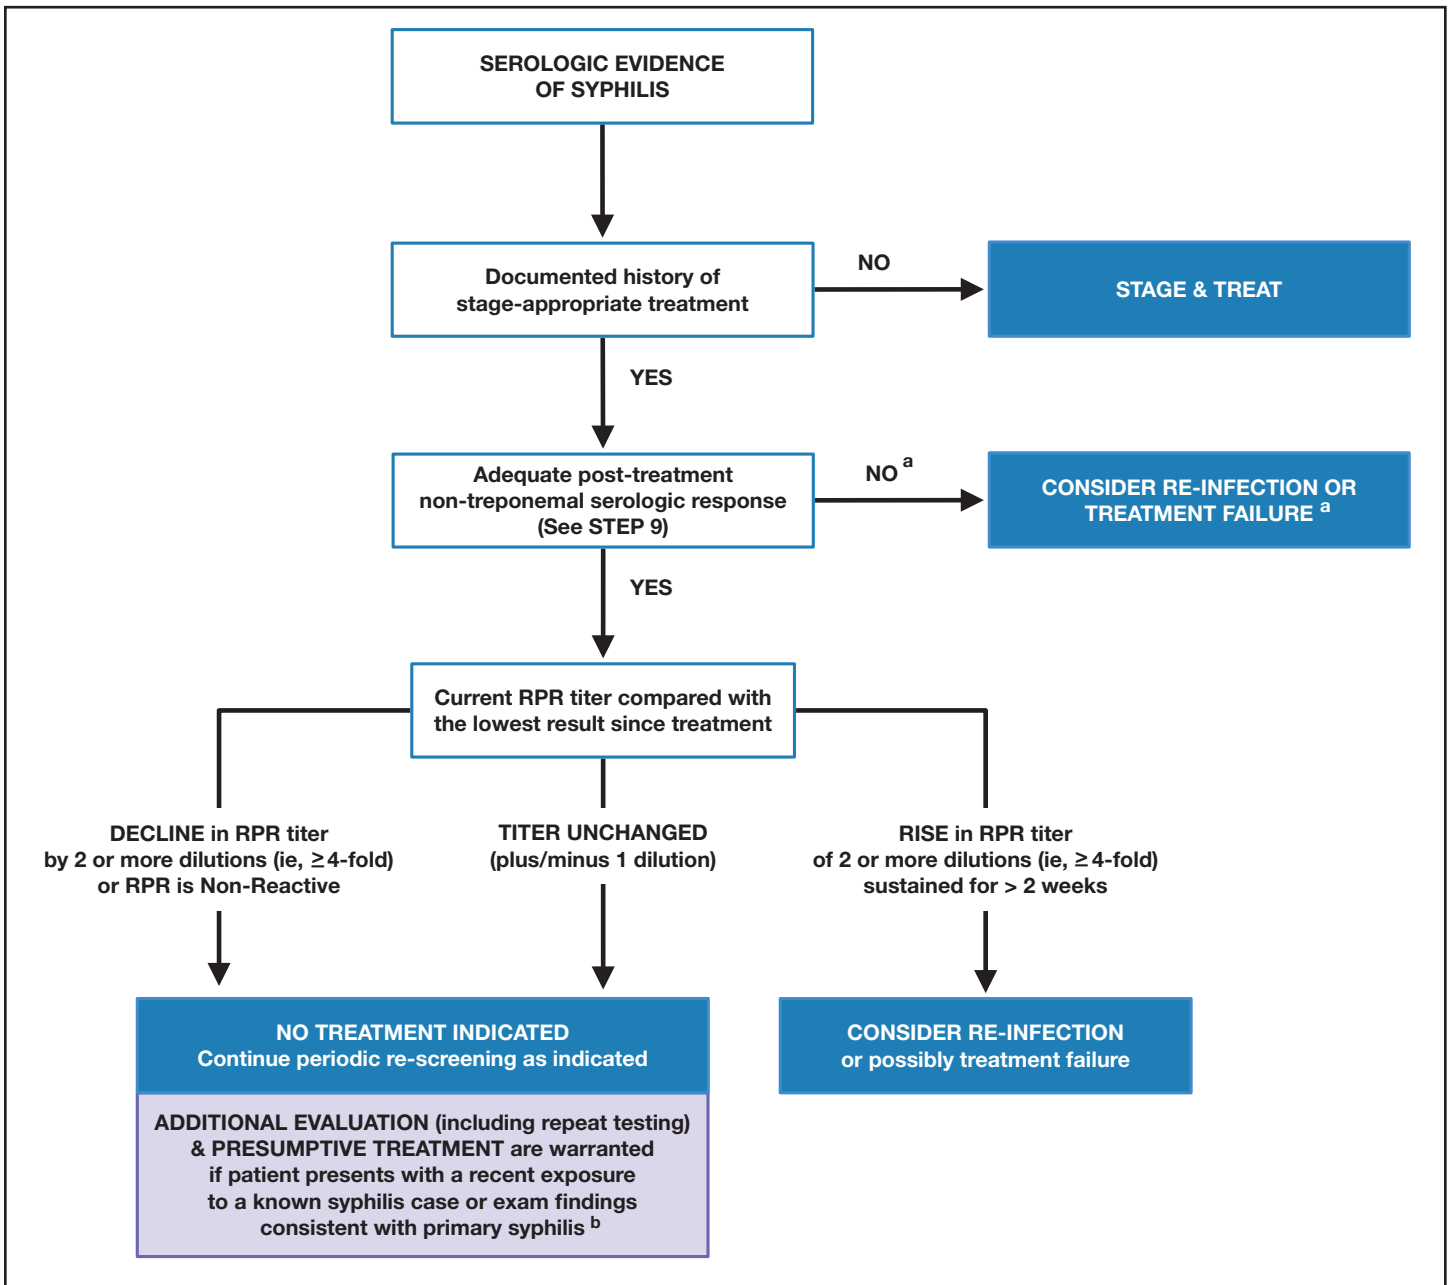 SEROLOGIC EVIDENCE
OF SYPHILIS
Documented history of
stage-appropriate treatment
NO
STAGE & TREAT
YES
Adequate post-treatment
non-treponemal serologic response
(See STEP 9)
NO a
CONSIDER RE-INFECTION OR
TREATMENT FAILURE a
YES
Current RPR titer compared with
the lowest result since treatment
DECLINE in RPR titer
by 2 or more dilutions (ie, ≥ 4-fold)
or RPR is Non-Reactive
TITER UNCHANGED
(plus/minus 1 dilution)
RISE in RPR titer
of 2 or more dilutions (ie, ≥ 4-fold)
sustained for > 2 weeks
NO TREATMENT INDICATED
Continue periodic re-screening as indicated
CONSIDER RE-INFECTION
or possibly treatment failure
ADDITIONAL EVALUATION (including repeat testing)
& PRESUMPTIVE TREATMENT are warranted
if patient presents with a recent exposure
to a known syphilis case or exam findings
consistent with primary syphilis b